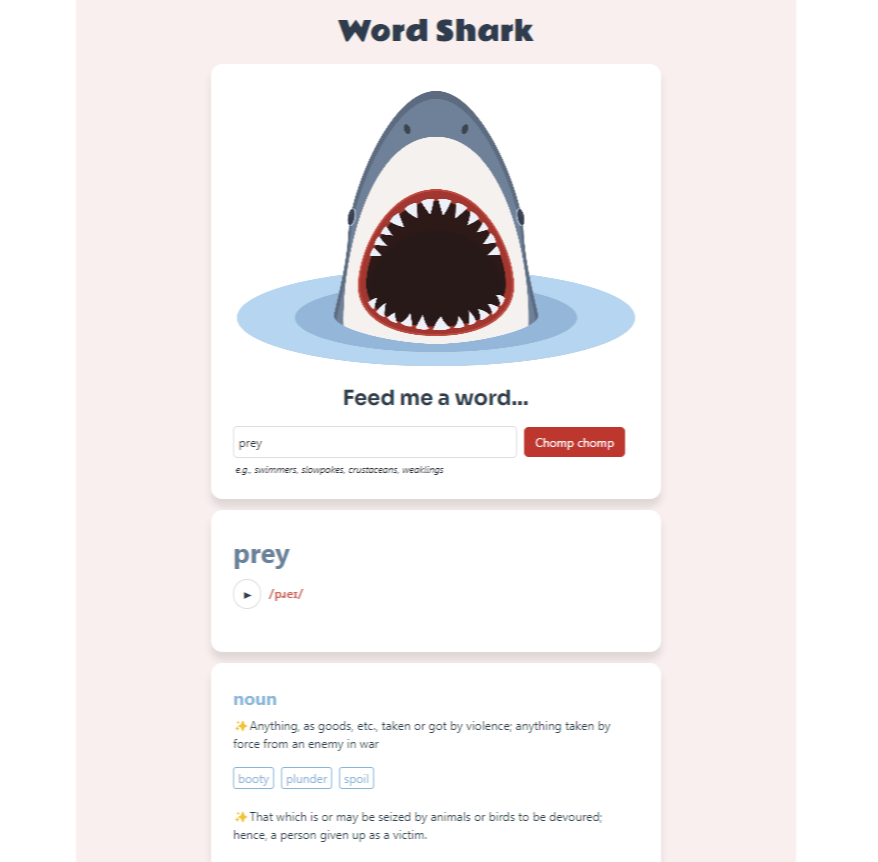 Word Shark
Feed me a word...
prey
Chomp chomp
e.g., swimmers, slowpokes, crustaceans, weaklings
prey
/pɹeɪ/
noun
✨Anything, as goods, etc., taken or got by violence; anything taken by
force from an enemy in war
booty plunder spoil
✨That which is or may be seized by animals or birds to be devoured;
hence, a person given up as a victim.